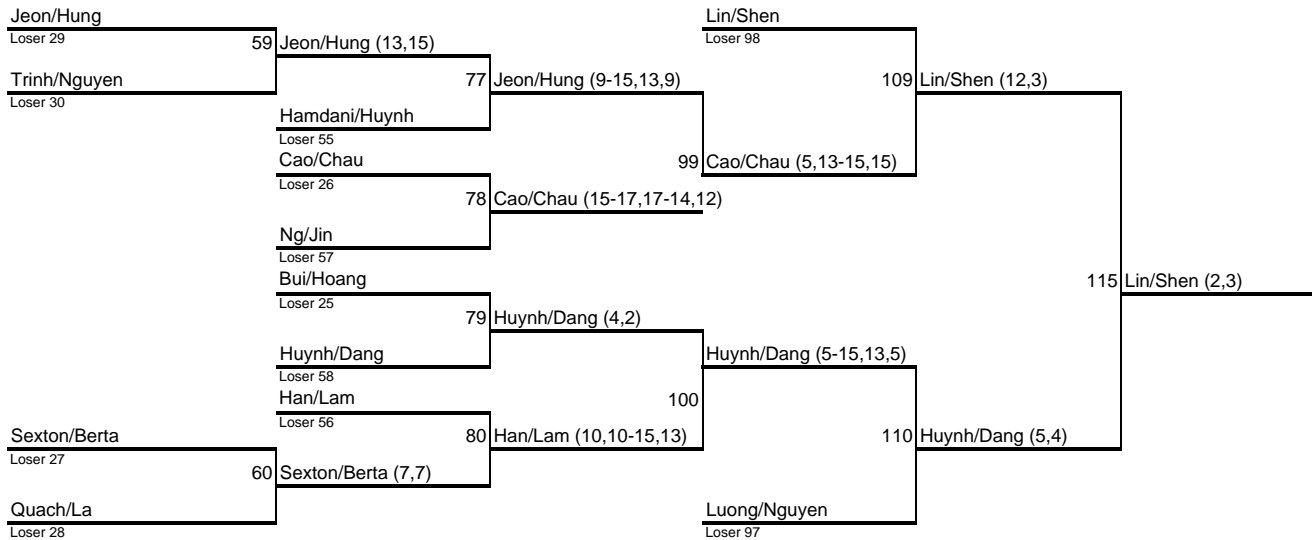 Jeon/Hung
Loser 29
59 Jeon/Hung (13,15)
Trinh/Nguyen
Loser 30
77 Jeon/Hung (9-15,13,9)
Hamdani/Huynh
Loser 55
Cao/Chau
Loser 26
78 Cao/Chau (15-17,17-14,12)
Ng/Jin
Loser 57
Bui/Hoang
Loser 25
79 Huynh/Dang (4,2)
Huynh/Dang
Loser 58
Han/Lam
Loser 56
Sexton/Berta
Loser 27
80 Han/Lam (10,10-15,13)
60 Sexton/Berta (7,7)
Quach/La
Loser 28
Lin/Shen
Loser 98
109 Lin/Shen (12,3)
99 Cao/Chau (5,13-15,15)
115 Lin/Shen (2,3)
Huynh/Dang (5-15,13,5)
100
110 Huynh/Dang (5,4)
Luong/Nguyen
Loser 97